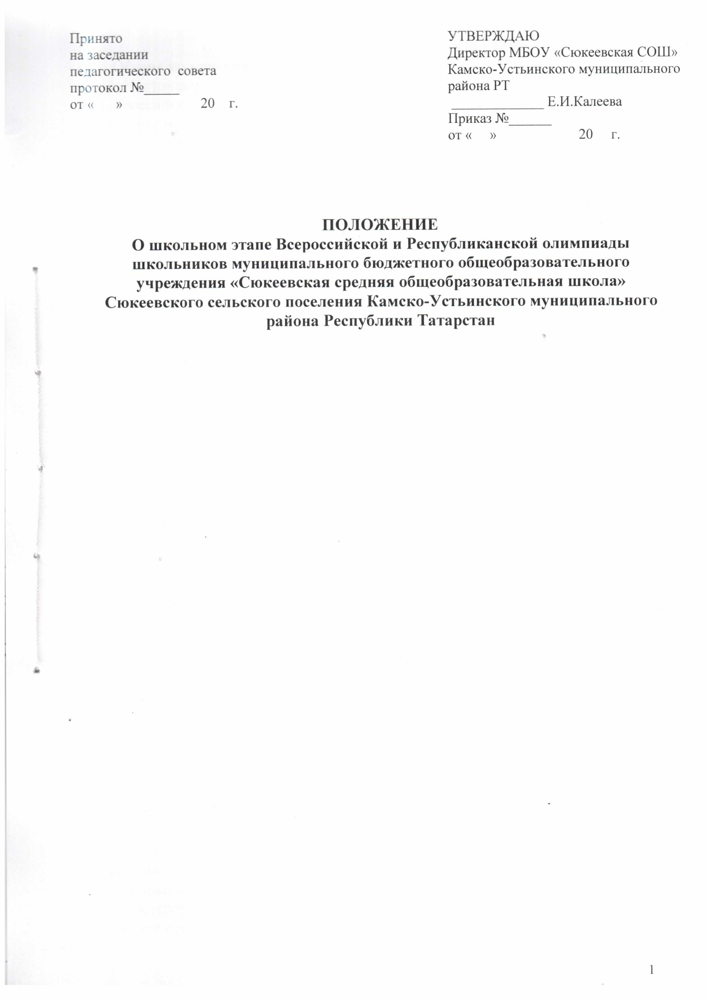 Принято
на заседании
педагогического совета
протокол №_____
от « » 20 г.
УТВЕРЖДАЮ
Директор МБОУ «Сюкеевская СОШ»
Камско-Устьинского муниципального
района РТ
_____________ Е.И.Калеева
Приказ №______
от « » 20 г.
ПОЛОЖЕНИЕ
О школьном этапе Всероссийской и Республиканской олимпиады
школьников муниципального бюджетного общеобразовательного
учреждения «Сюкеевская средняя общеобразовательная школа»
Сюкеевского сельского поселения Камско-Устьинского муниципального
района Республики Татарстан
1